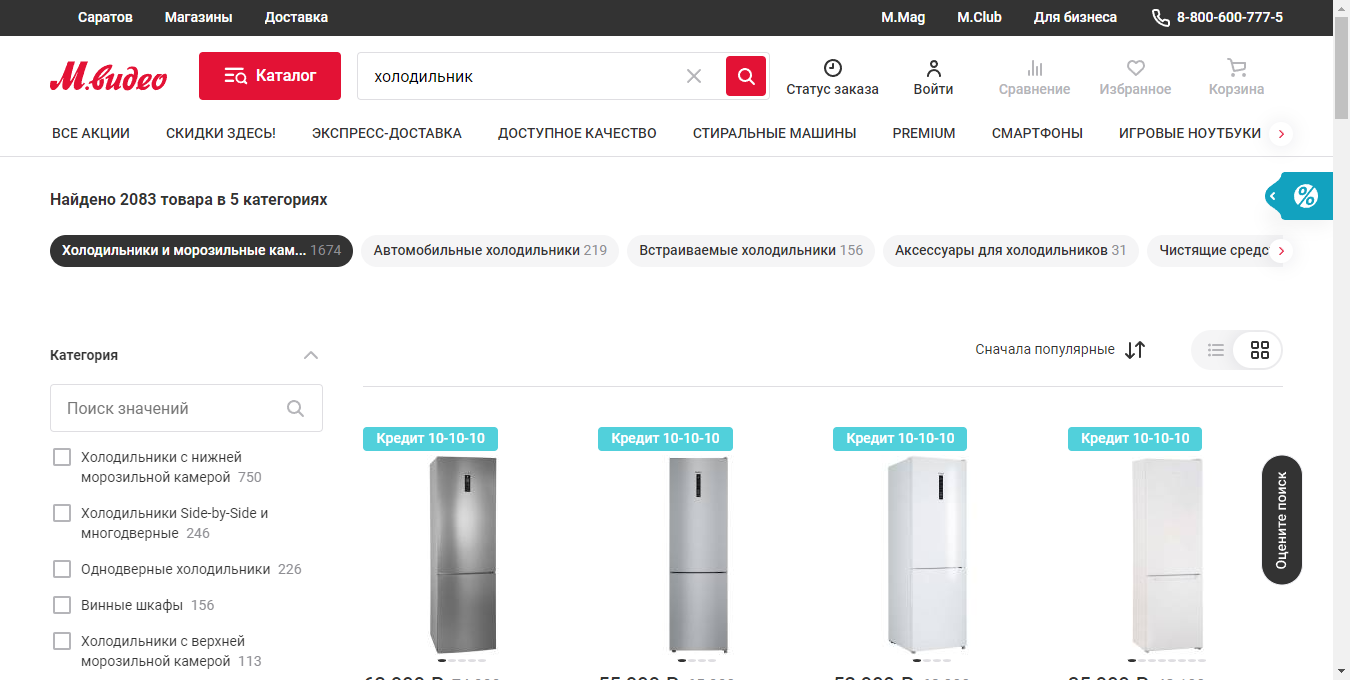 Саратов Магазины Доставка M.Mag M.Club Для бизнеса 8-800-600-777-5
М.видео Каталог холодильник Статус заказа Войти Сравнение Избранное Корзина
ВСЕ АКЦИИ СКИДКИ ЗДЕСЬ! ЭКСПРЕСС-ДОСТАВКА ДОСТУПНОЕ КАЧЕСТВО СТИРАЛЬНЫЕ МАШИНЫ PREMIUM СМАРТФОНЫ ИГРОВЫЕ НОУТБУКИ
%
Найдено 2083 товара в 5 категориях
Холодильники и морозильные кам... 1674 Автомобильные холодильники 219 Встраиваемые холодильники 156 Аксессуары для холодильников 31 Чистящие средс
Сначала популярные
Категория
Поиск значений
Кредит 10-10-10 Кредит 10-10-10 Кредит 10-10-10 Кредит 10-10-10
Холодильники с нижней
морозильной камерой 750
Холодильники Side-by-Side и
многодверные 246
Однодверные холодильники 226
Винные шкафы 156
Холодильники с верхней
морозильной камерой 113
Оцените поиск